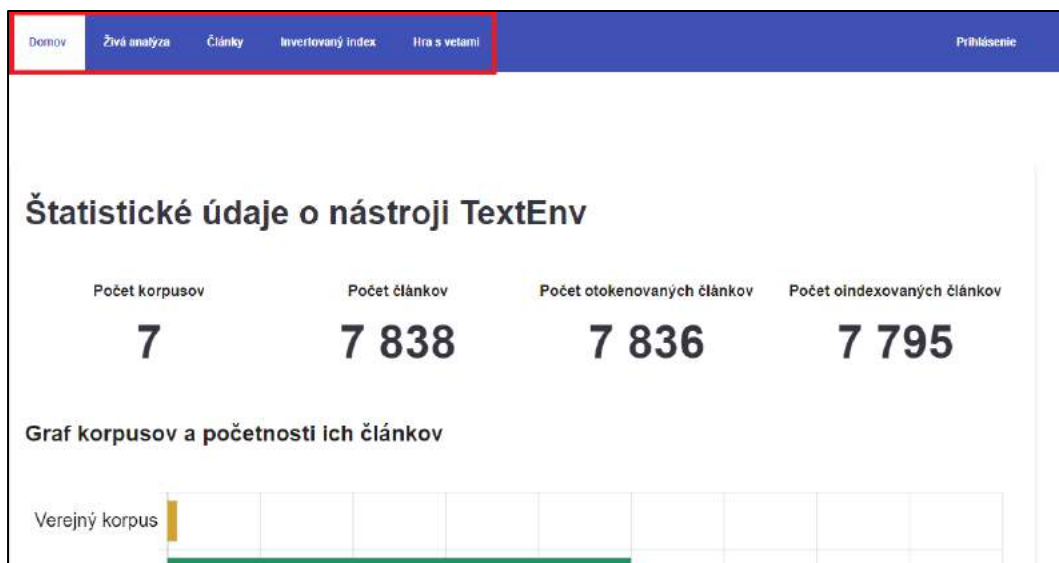 Domov Živá analýza Články Invertovaný index Hra s vetami Prihlásenie
Štatistické údaje o nástroji TextEnv
Počet korpusov Počet článkov Počet otokenovaných článkov Počet oindexovaných článkov
7 7 838 7 836 7 795
Graf korpusov a početnosti ich článkov
Verejný korpus